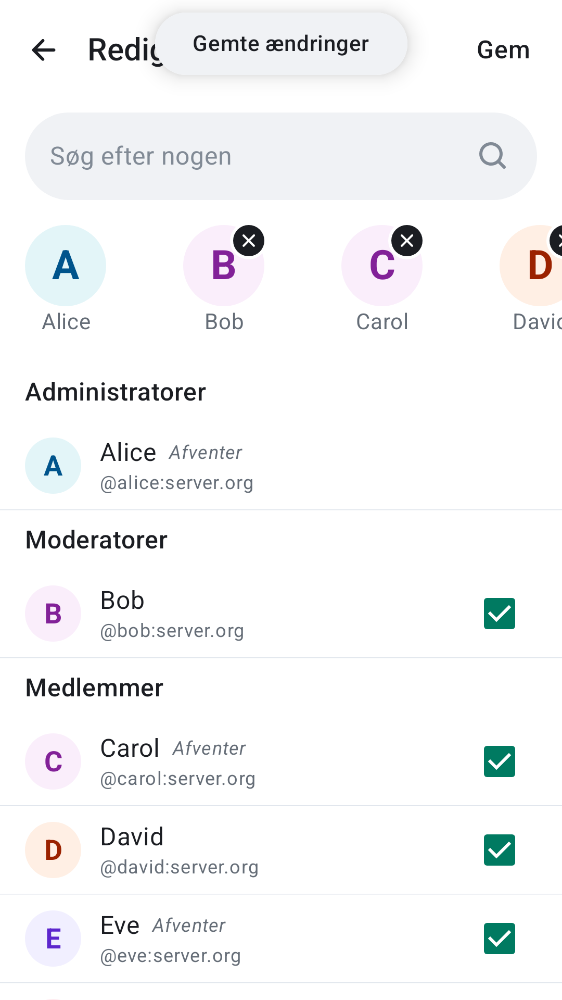 Redig
Gemte ændringer
Gem
Søg efter nogen
A
B
C
D
Alice
Bob
Carol
David
Administratorer
A
Alice Afventer
@alice:server.org
Moderatorer
B
Bob
@bob:server.org
Medlemmer
C
Carol Afventer
@carol:server.org
D
David
@david:server.org
E
Eve Afventer
@eve:server.org